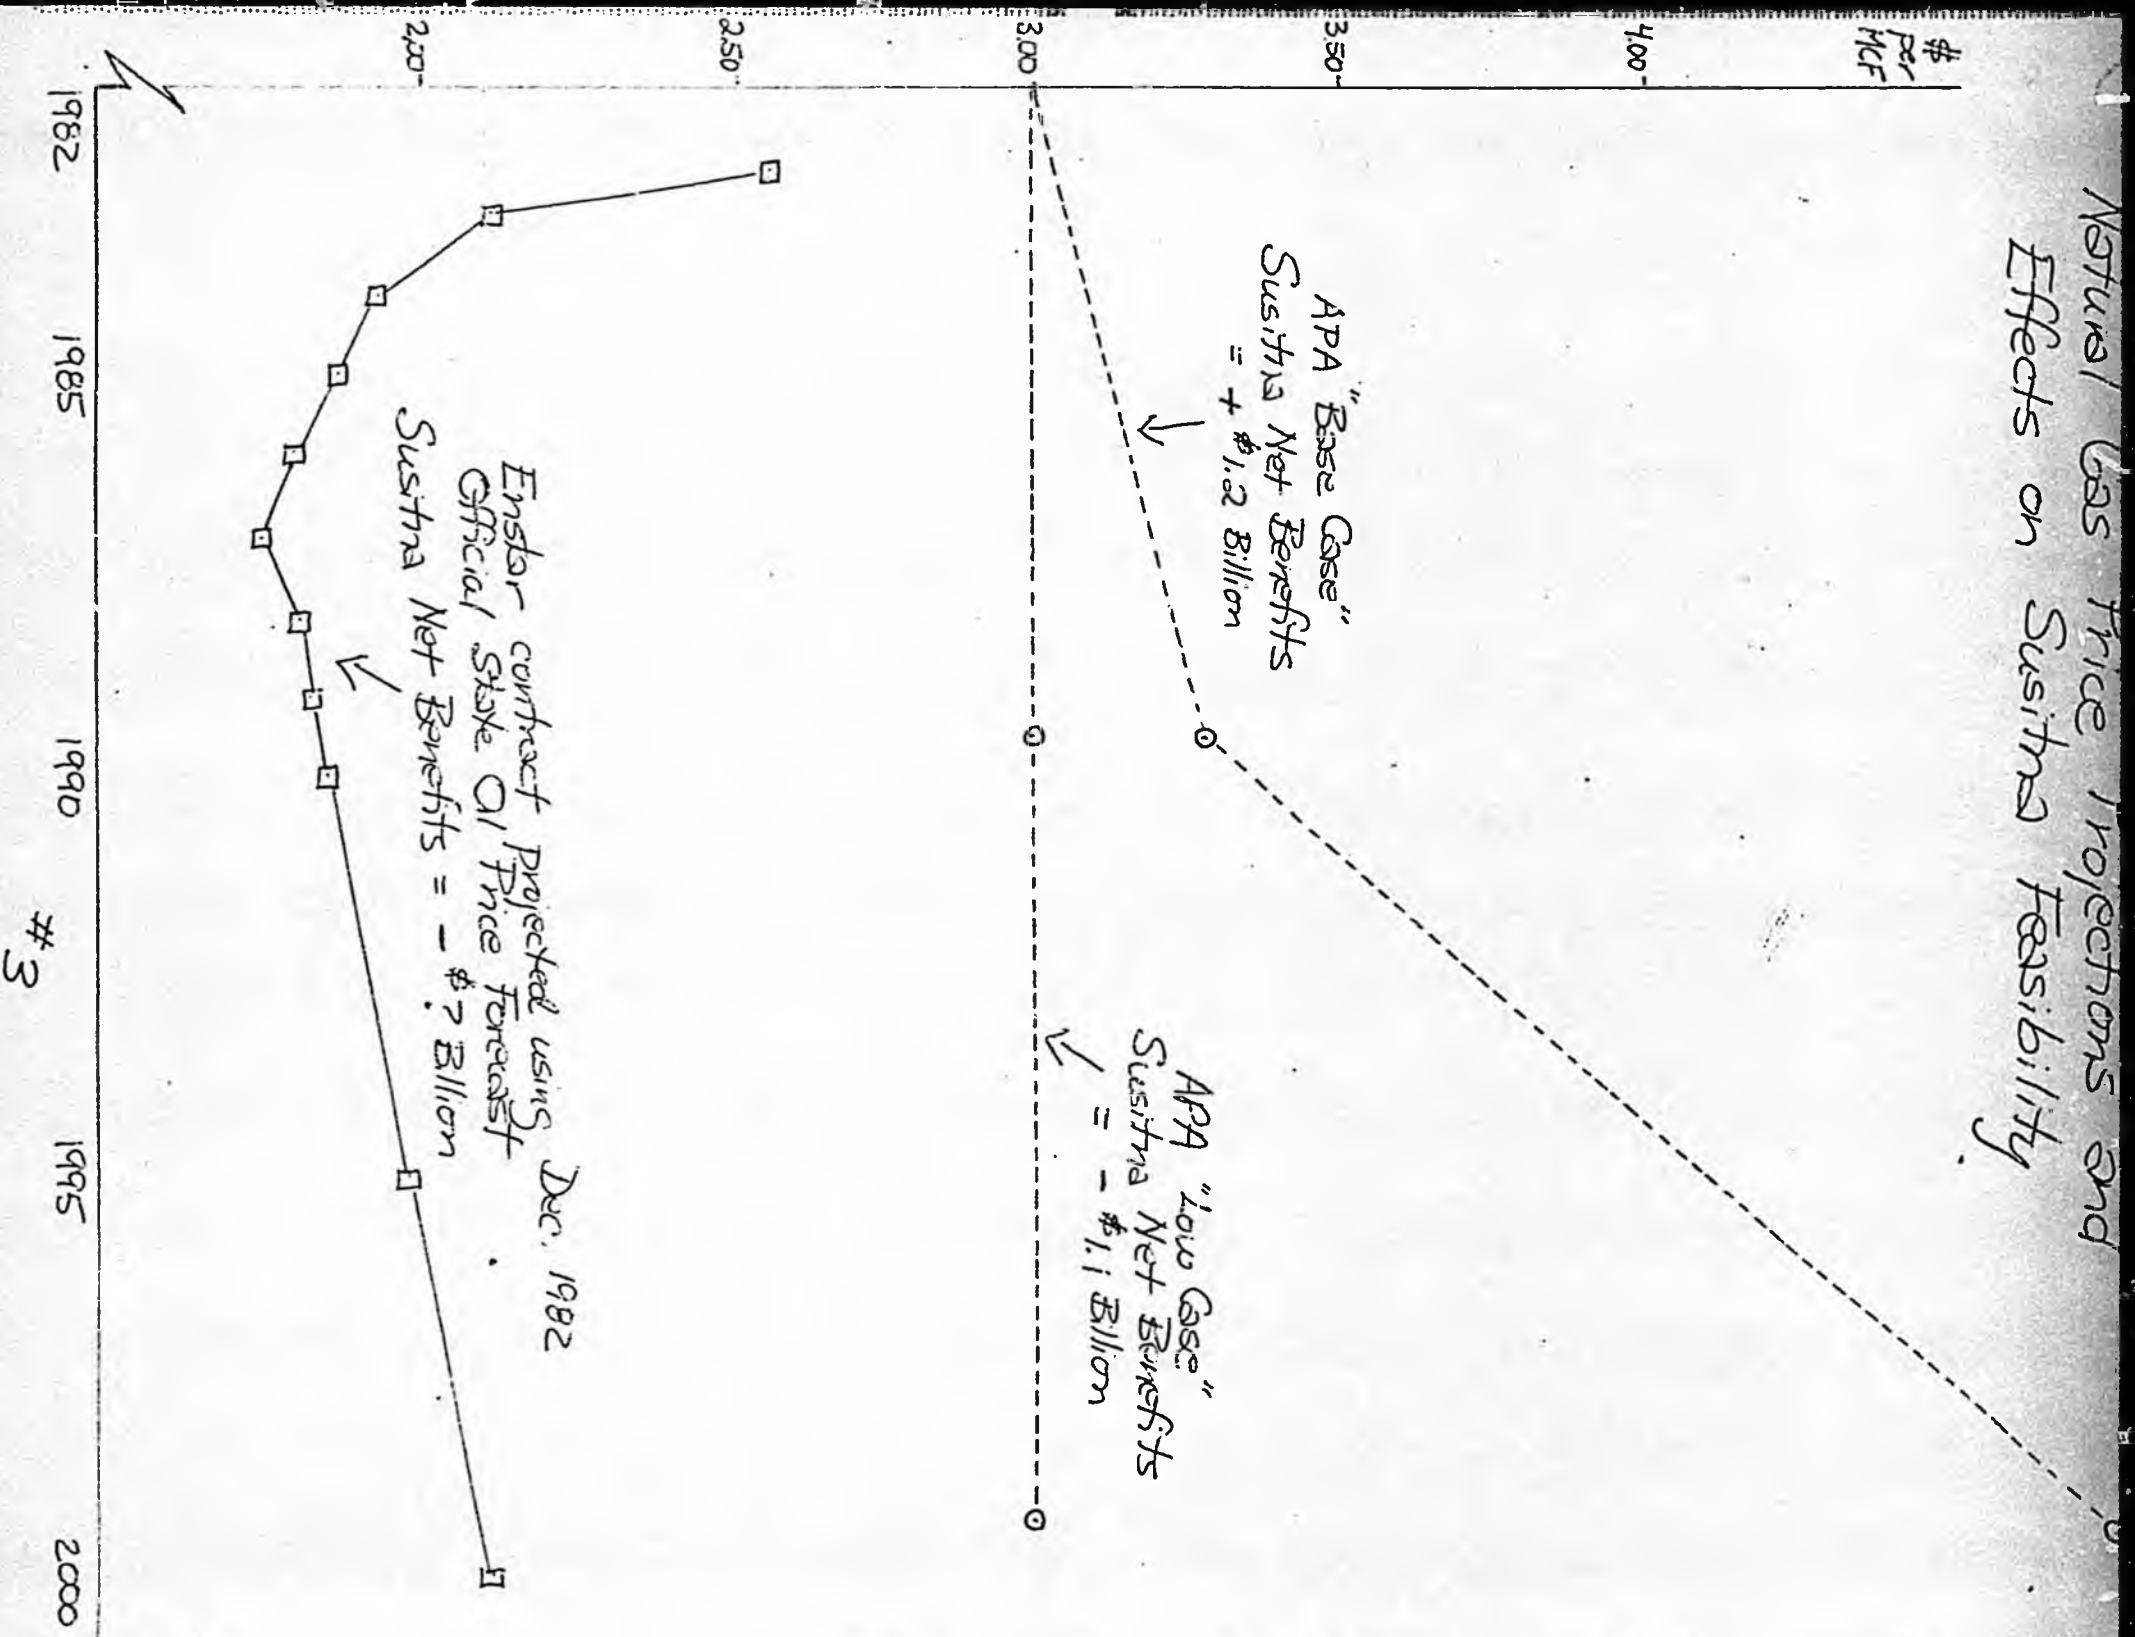 Natural Gas Price Projections and
Effects on Susitna Feasibility
$
per
MCF
4.00
3.50
3.00
2.50
2.00
APA "Base Case"
Susitna Net Benefits
= + $1.2 Billion
APA "Low Case"
Susitna Net Benefits
= - $1.1 Billion
Enstar contract projected using Dec. 1982
Official State Oil Price Forecast
Susitna Net Benefits = - $? Billion
1982
1985
1990
1995
2000
#3